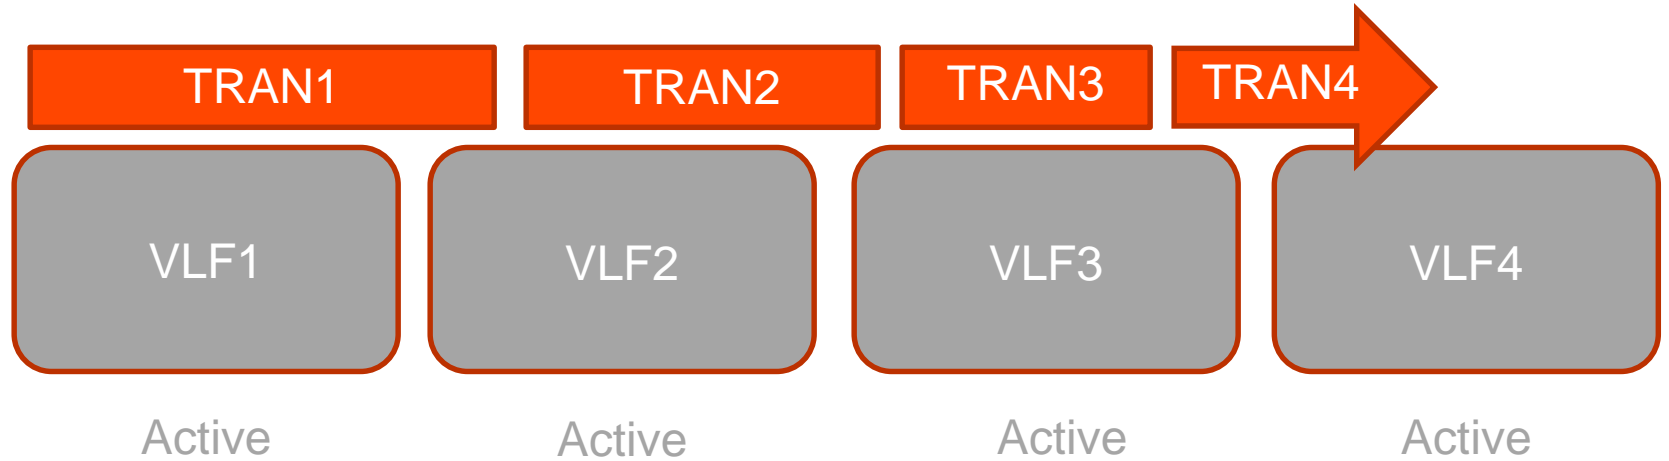 TRAN1 TRAN2 TRAN3 TRAN4
VLF1 VLF2 VLF3 VLF4
Active Active Active Active